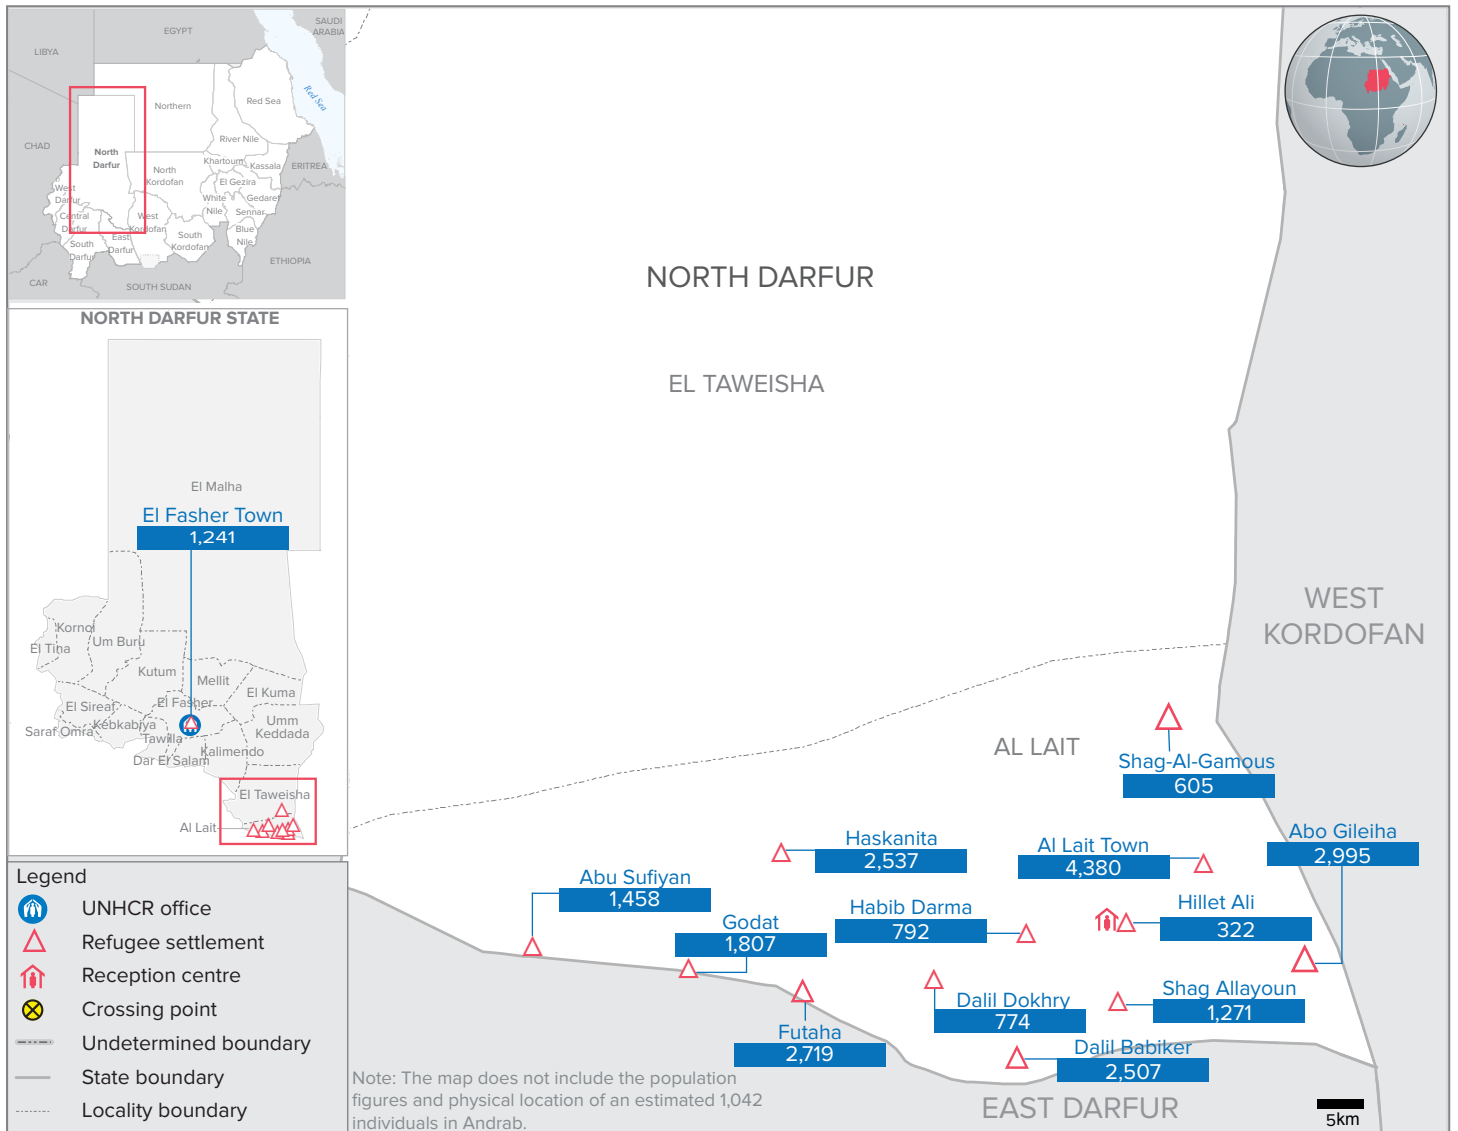 EGYPT
SAUDI
ARABIA
LIBYA
Red Sea
Northern
Red Sea
CHAD
North
Darfur
River Nile
Khartoum
Kassala
ERITREA
North
Kordofan
El Gezira
West
Darfur
White
Nile
Gedaref
Sennar
Central
Darfur
West
Kordofan
East
Darfur
South
Kordofan
Blue
Nile
South
Darfur
ETHIOPIA
CAR
SOUTH SUDAN
NORTH DARFUR STATE
El Malha
El Fasher Town
1,241
Kornoi
El Tina
Um Buru
Kutum
Mellit
El Kuma
El Fasher
El Sireaf
Kebkabiya
Saraf Omra
Tawilla
Umm
Keddada
Kalimendo
Dar El Salam
El Taweisha
Al Lait
Legend
UNHCR office
Refugee settlement
Reception centre
Crossing point
Undetermined boundary
State boundary
Locality boundary
NORTH DARFUR
EL TAWEISHA
WEST
KORDOFAN
AL LAIT
Shag-Al-Gamous
605
Haskanita
2,537
Al Lait Town
4,380
Abo Gileiha
2,995
Abu Sufiyan
1,458
Godat
1,807
Habib Darma
792
Hillet Ali
322
Dalil Dokhry
774
Shag Allayoun
1,271
Futaha
2,719
Dalil Babiker
2,507
EAST DARFUR
Note: The map does not include the population
figures and physical location of an estimated 1,042
individuals in Andrab.
5km